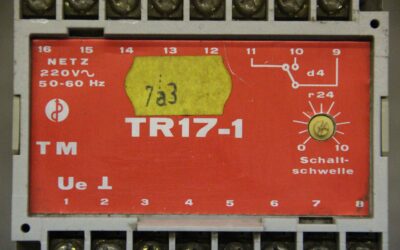 16 15 14 13 12 11 10 9
NETZ
220V~
50-60 Hz
d4
r24
7a3
TR17-1
0 10
Schalt-
schwelle
TM
Ue ⊥
1 2 3 4 5 6 7 8